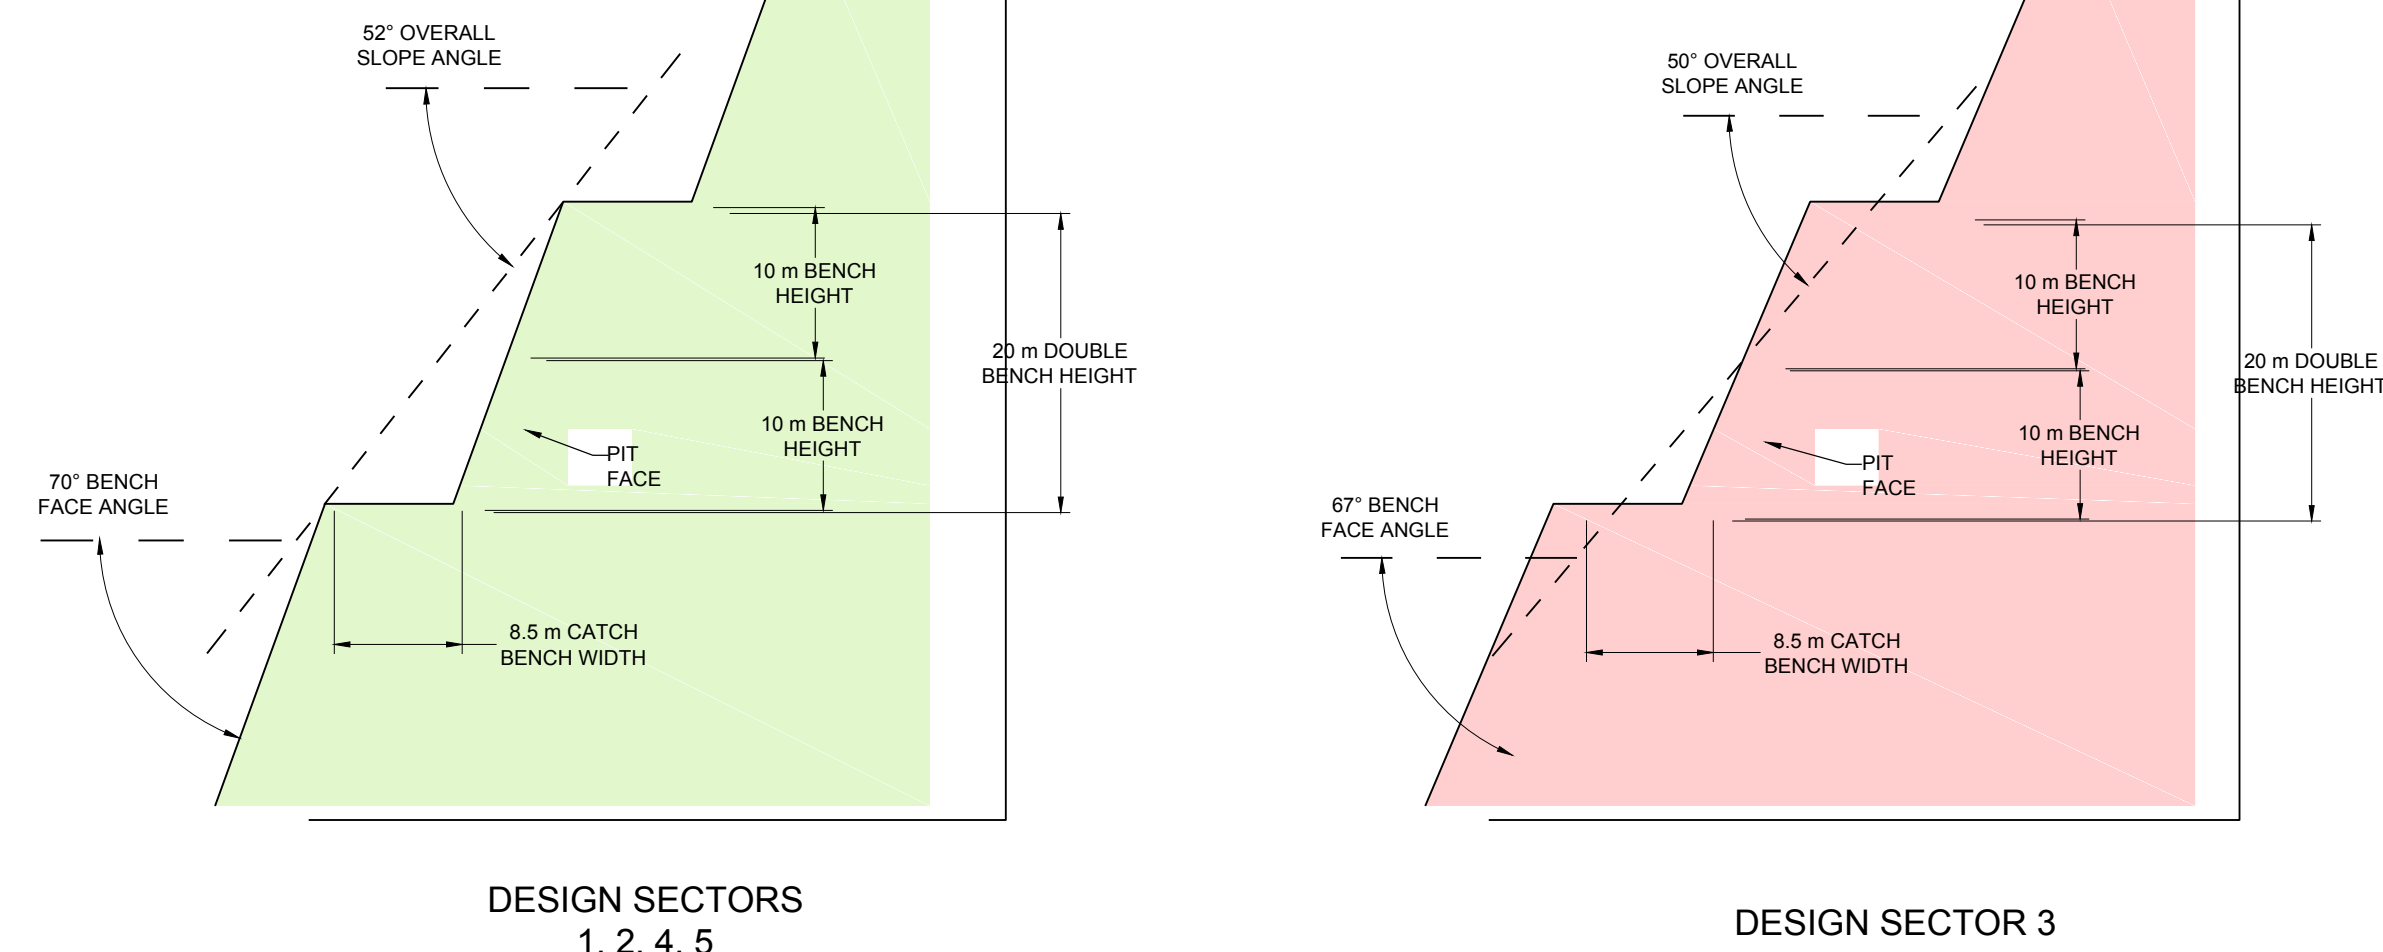 52° OVERALL
SLOPE ANGLE
10 m BENCH
HEIGHT
20 m DOUBLE
BENCH HEIGHT
10 m BENCH
HEIGHT
PIT
FACE
70° BENCH
FACE ANGLE
8.5 m CATCH
BENCH WIDTH
DESIGN SECTORS
1, 2, 4, 5
50° OVERALL
SLOPE ANGLE
10 m BENCH
HEIGHT
20 m DOUBLE
BENCH HEIGHT
10 m BENCH
HEIGHT
PIT
FACE
67° BENCH
FACE ANGLE
8.5 m CATCH
BENCH WIDTH
DESIGN SECTOR 3